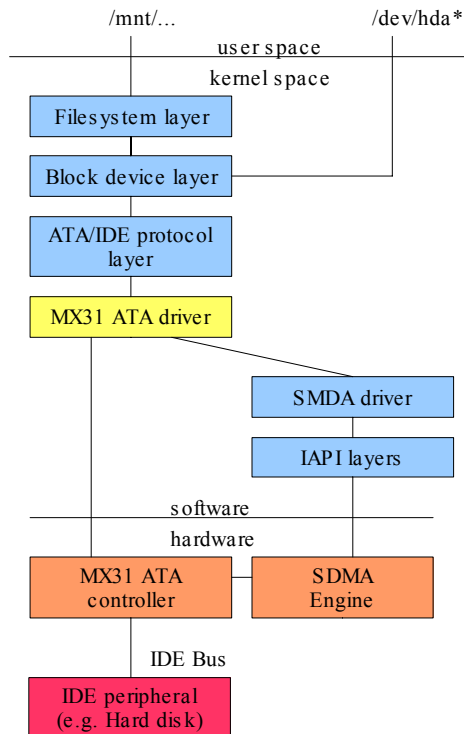 /mnt/...
/dev/hda*
user space
kernel space
Filesystem layer
Block device layer
ATA/IDE protocol
layer
MX31 ATA driver
SMDA driver
IAPI layers
software
hardware
MX31 ATA
controller
SDMA
Engine
IDE Bus
IDE peripheral
(e.g. Hard disk)